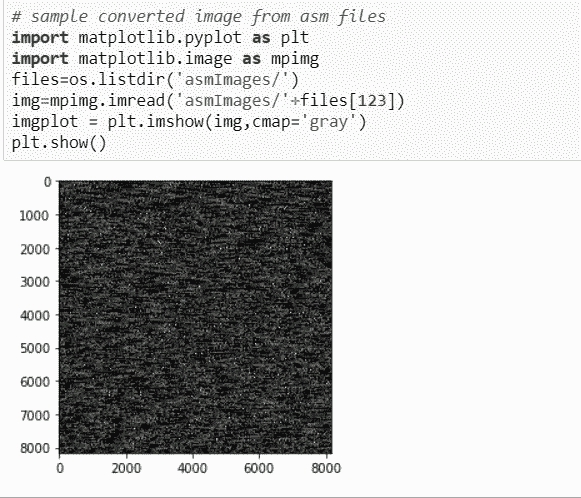 # sample converted image from asm files
import matplotlib.pyplot as plt
import matplotlib.image as mpimg
files=os.listdir('asmImages/')
img=mpimg.imread('asmImages/'+files[123])
imgplot = plt.imshow(img,cmap='gray')
plt.show()
0
1000
2000
3000
4000
5000
6000
7000
8000
0 2000 4000 6000 8000